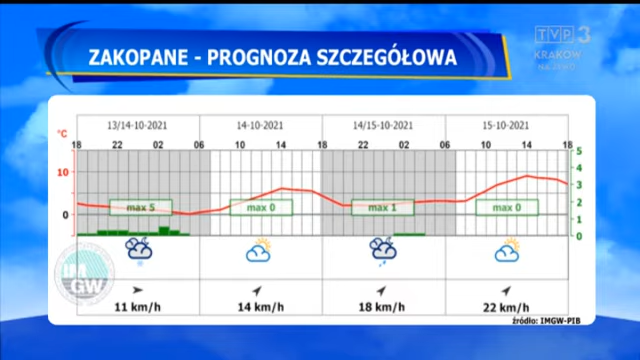 ZAKOPANE - PROGNOZA SZCZEGÓŁOWA
TVP3
KRAKÓW
NA ŻYWO
13/14-10-2021 14-10-2021 14/15-10-2021 15-10-2021
°C 18 22 02 06 10 14 18 22 02 06 10 14 18
10
0
5
4
3
2
1
0
max 5 max 0 max 1 max 0
IMGW
11 km/h 14 km/h 18 km/h 22 km/h
źródło: IMGW-PIB